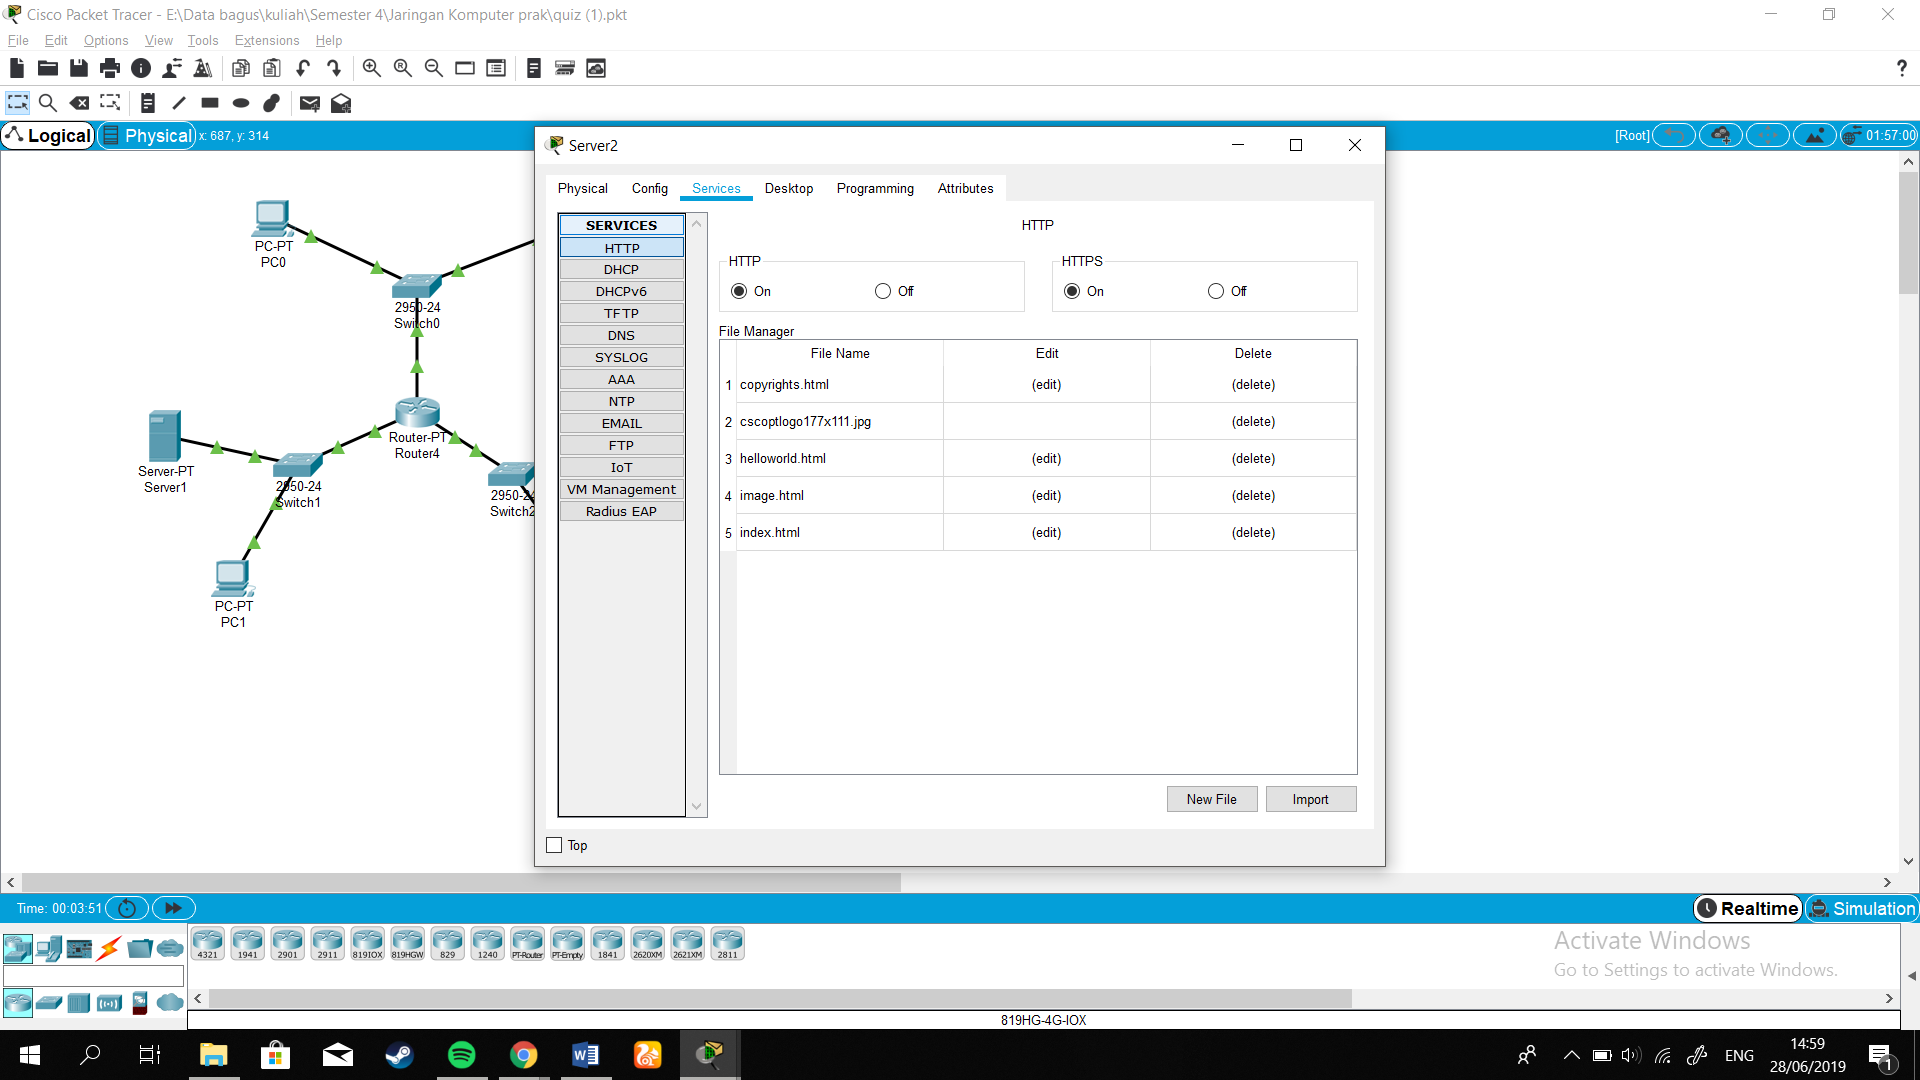 Cisco Packet Tracer - E:\Data bagus\kuliah\Semester 4\Jaringan Komputer prak\quiz (1).pkt
File Edit Options View Tools Extensions Help
?
Logical Physical x: 687, y: 314 [Root] 01:57:00
PC-PT
PC0
2950-24
Switch0
Router-PT
Router4
Server-PT
Server1
2950-24
Switch1
2950-24
Switch2
PC-PT
PC1
Server2
Physical Config Services Desktop Programming Attributes
SERVICES
HTTP
DHCP
DHCPv6
TFTP
DNS
SYSLOG
AAA
NTP
EMAIL
FTP
IoT
VM Management
Radius EAP
HTTP
HTTP HTTPS
On Off On Off
File Manager
File Name Edit Delete
1 copyrights.html (edit) (delete)
2 cscoptlogo177x111.jpg (delete)
3 helloworld.html (edit) (delete)
4 image.html (edit) (delete)
5 index.html (edit) (delete)
New File Import
Top
Time: 00:03:51 Realtime Simulation
4321 1941 2901 2911 819IOX 819HGW 829 1240 PT-Router PT-Empty 1841 2620XM 2621XM 2811
Activate Windows
Go to Settings to activate Windows.
819HG-4G-IOX
ENG
14:59
28/06/2019
1